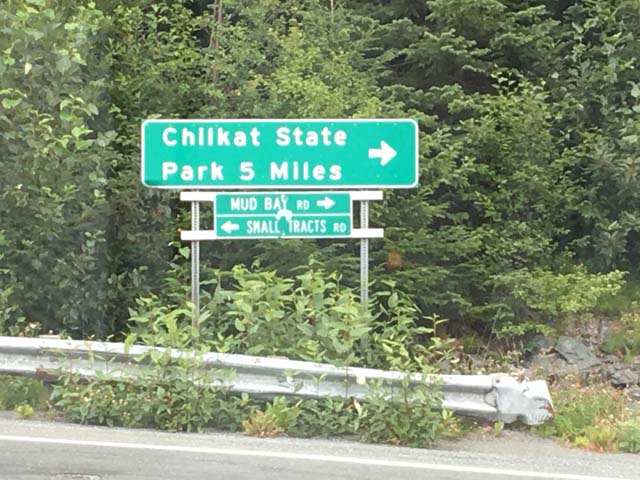 Chilkat State
Park 5 Miles
MUD BAY RD
SMALL TRACTS RD